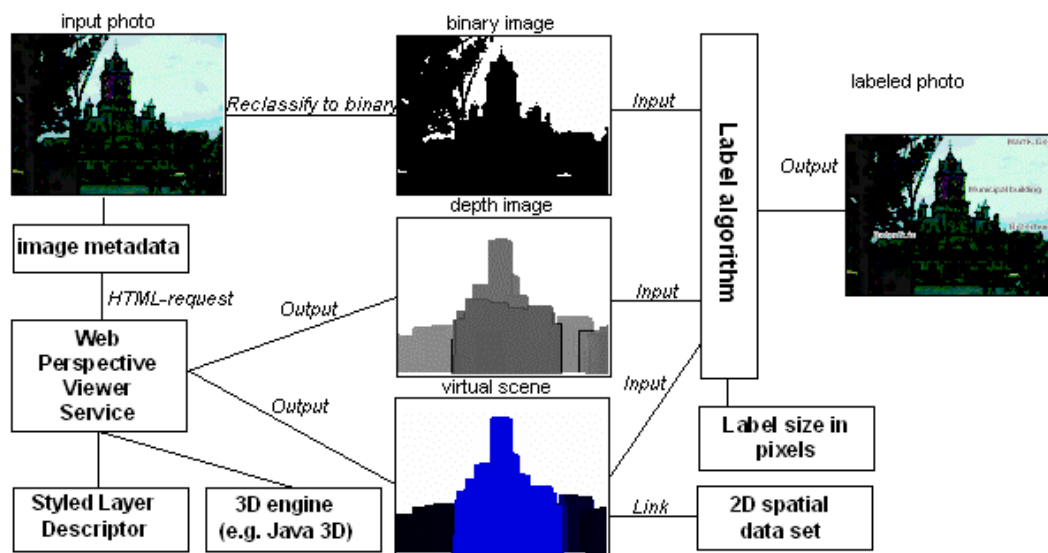 input photo
binary image
labeled photo
Reclassify to binary
Input
Label algorithm
Output
Municipal building
depth image
image metadata
HTML-request
Output
Input
Web
Perspective
Viewer
Service
virtual scene
Output
Input
Label size in
pixels
Styled Layer
Descriptor
3D engine
(e.g. Java 3D)
Link
2D spatial
data set